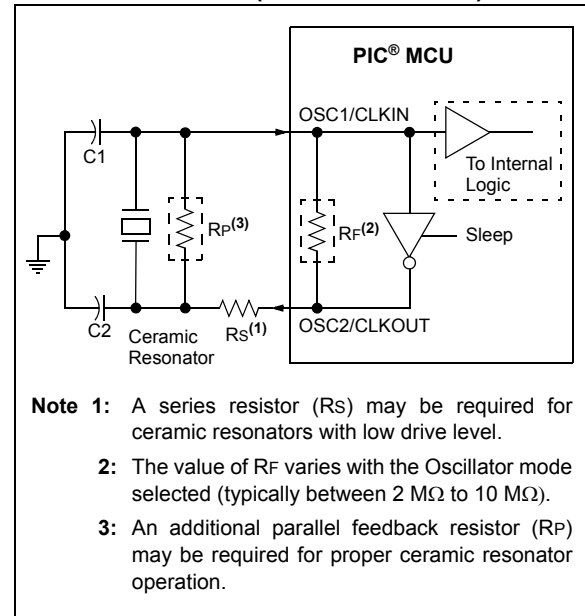 PIC® MCU
OSC1/CLKIN
C1
To Internal
Logic
RP(3)
RF(2)
Sleep
C2
Ceramic
Resonator
RS(1)
OSC2/CLKOUT
Note 1: A series resistor (RS) may be required for
ceramic resonators with low drive level.
2: The value of RF varies with the Oscillator mode
selected (typically between 2 MΩ to 10 MΩ).
3: An additional parallel feedback resistor (RP)
may be required for proper ceramic resonator
operation.